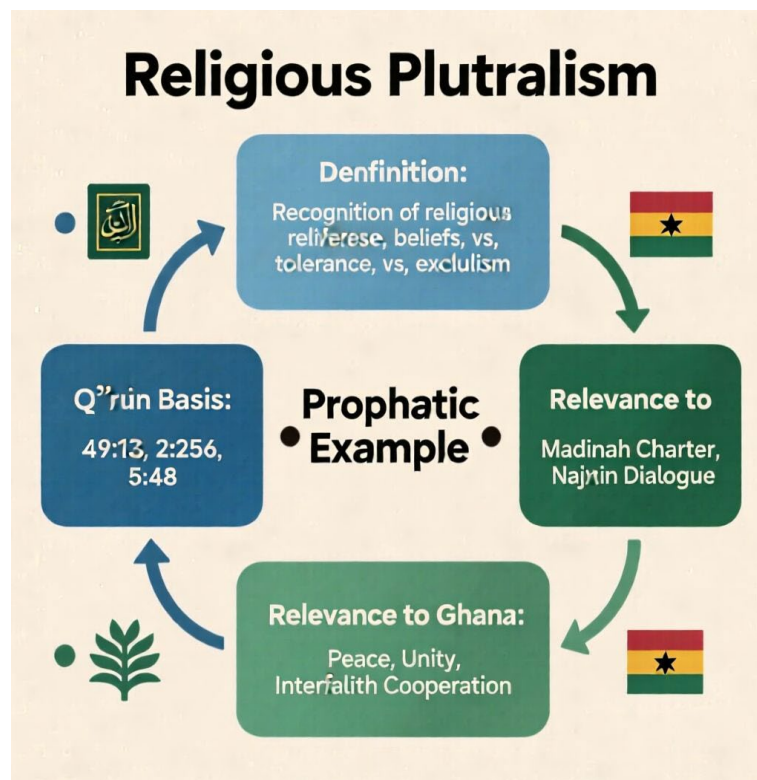 Religious Plutralism
Denfinition:
Recognition of religious
beliefs, vs,
tolerance, vs, exclulism
Q”run Basis:
49:13, 2:256,
5:48
Prophatic
Example
Relevance to
Madinah Charter,
Dialogue
Relevance to Ghana:
Peace, Unity,
Interfalith Cooperation